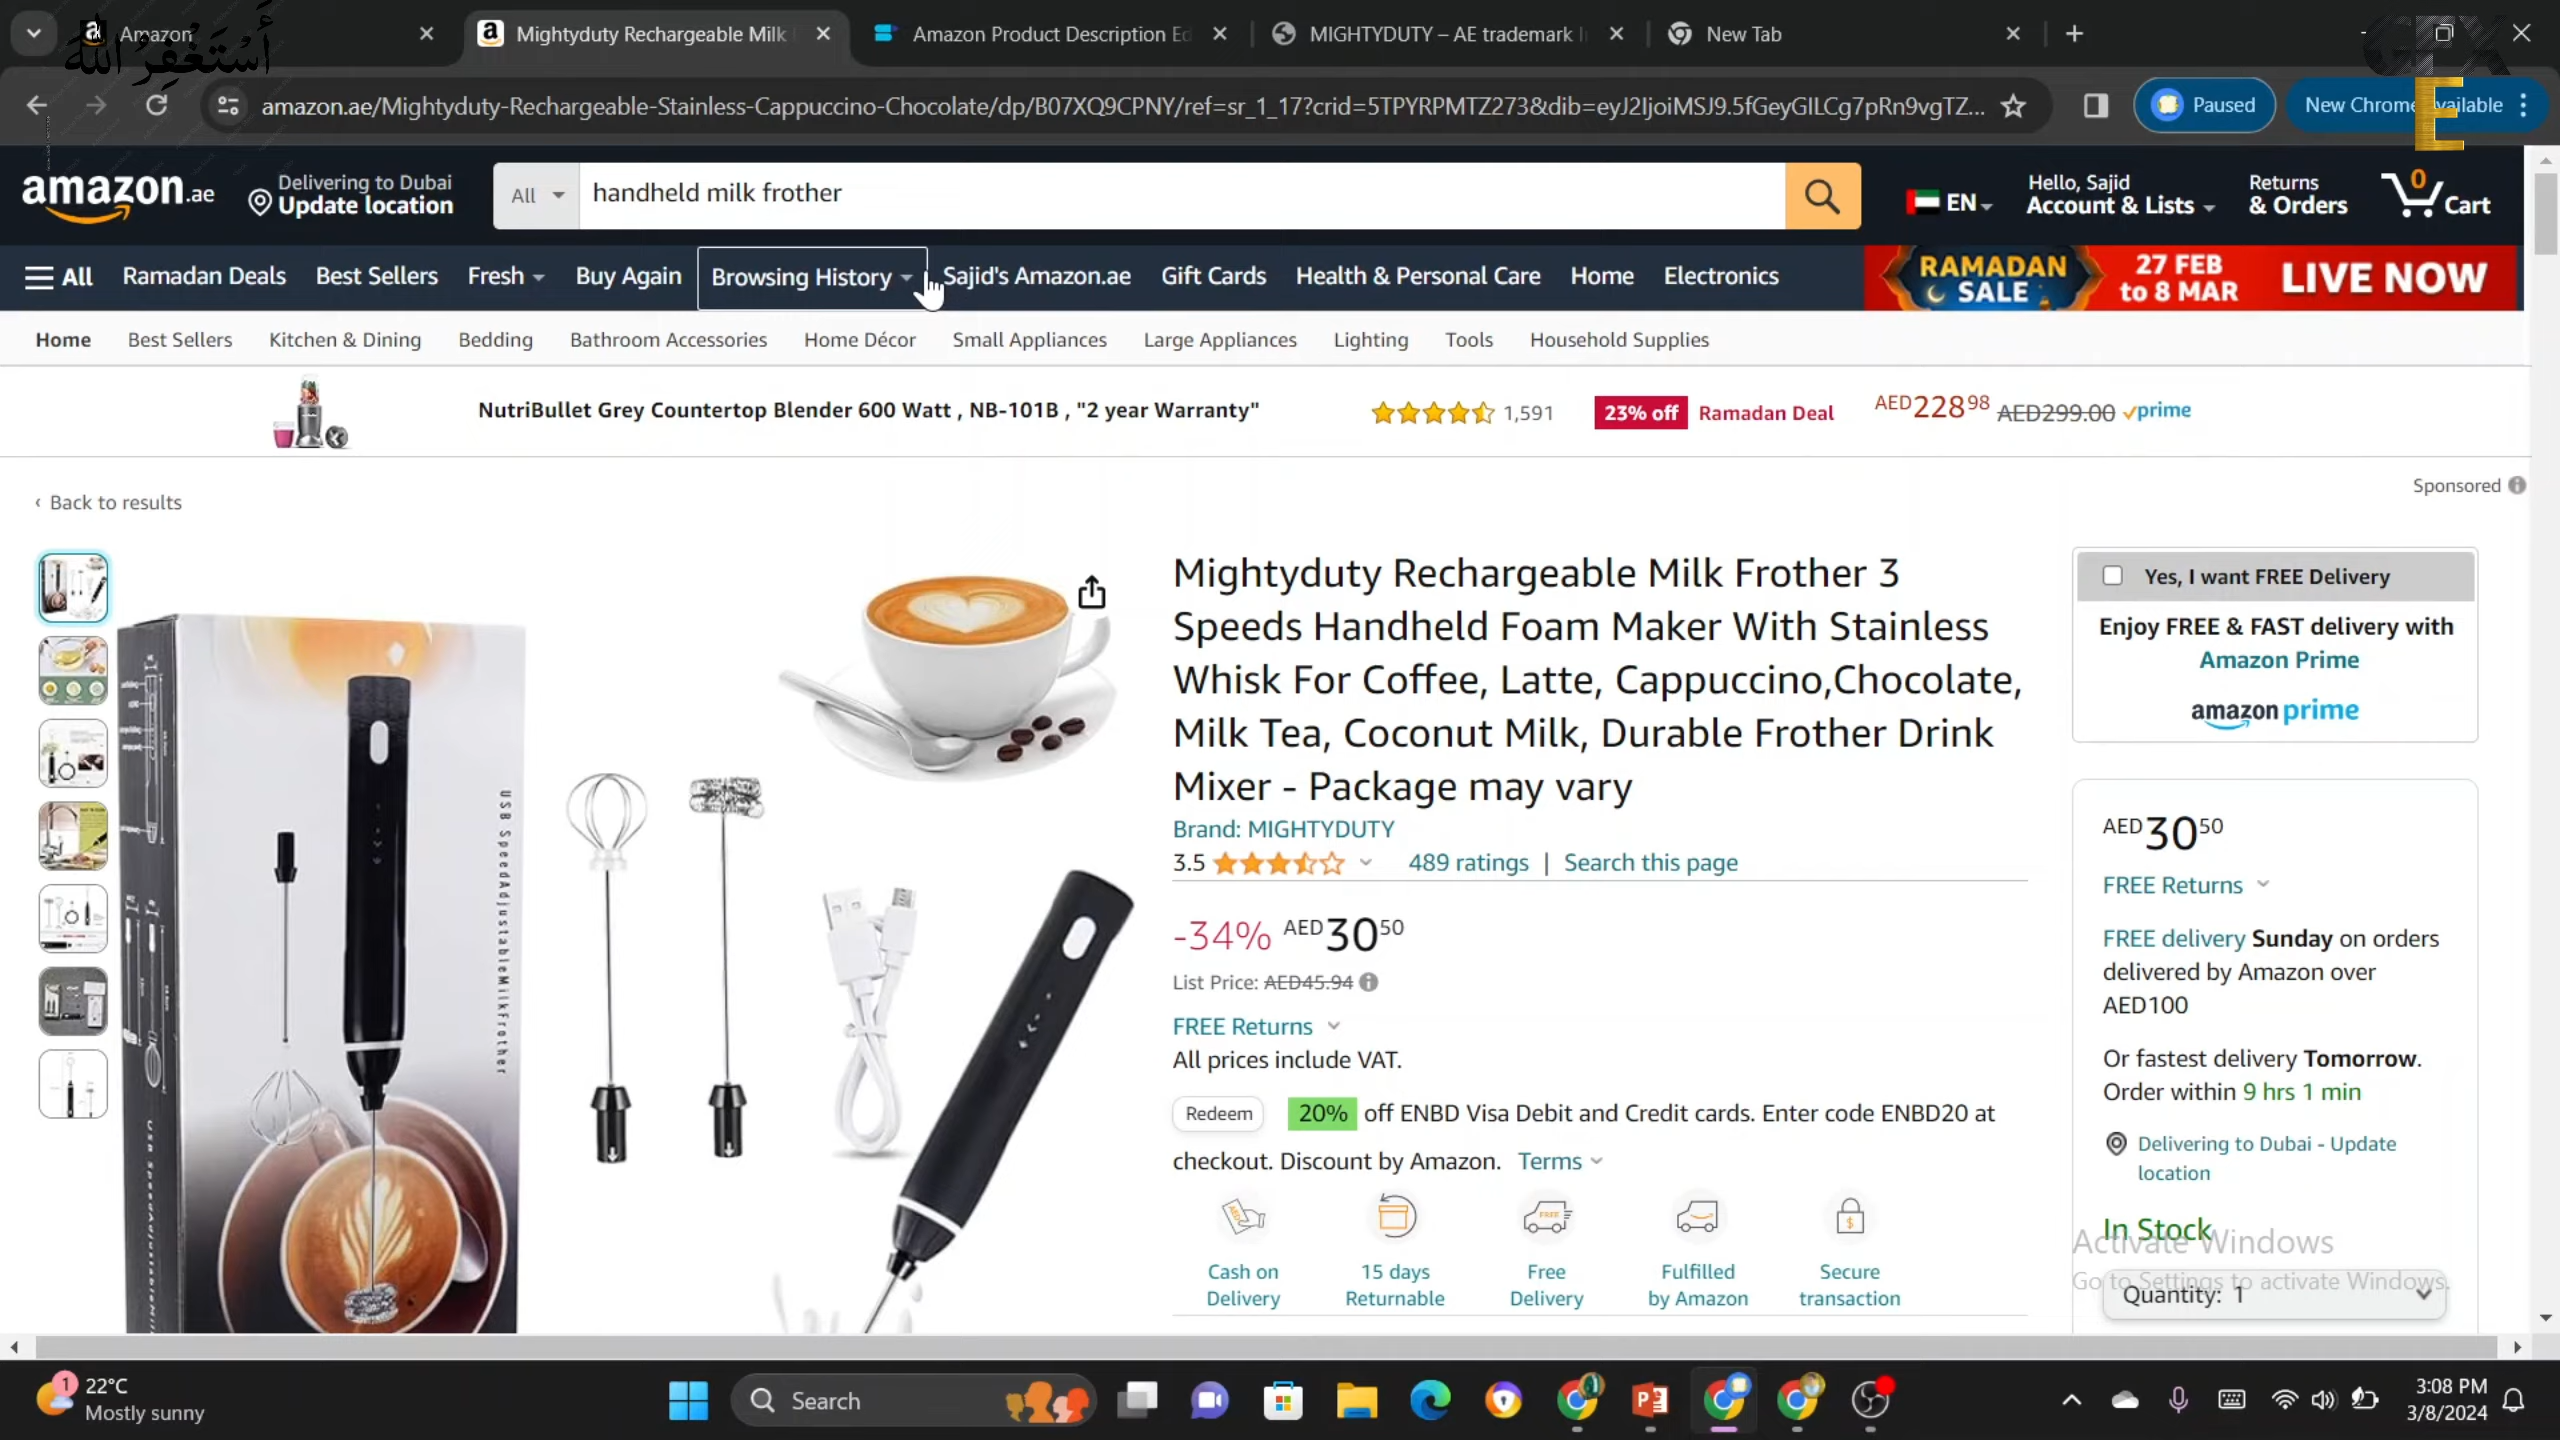 Amazon
Mightyduty Rechargeable Milk
Amazon Product Description Ed
MIGHTYDUTY – AE trademark I
New Tab
أَسْتَغْفِرُ اللَّهَ
amazon.ae/Mightyduty-Rechargeable-Stainless-Cappuccino-Chocolate/dp/B07XQ9CPNY/ref=sr_1_17?crid=5TPYRPMTZ273&dib=eyJ2IjoiMSJ9.5fGeyGILCg7pRn9vgTZ...
Paused
New Chrome available
E
amazon.ae
Delivering to Dubai
Update location
All
handheld milk frother
EN
Hello, Sajid
Account & Lists
Returns
& Orders
0
Cart
All
Ramadan Deals
Best Sellers
Fresh
Buy Again
Browsing History
Sajid's Amazon.ae
Gift Cards
Health & Personal Care
Home
Electronics
RAMADAN
SALE
27 FEB
to 8 MAR
LIVE NOW
Home
Best Sellers
Kitchen & Dining
Bedding
Bathroom Accessories
Home Décor
Small Appliances
Large Appliances
Lighting
Tools
Household Supplies
NutriBullet Grey Countertop Blender 600 Watt , NB-101B , "2 year Warranty"
1,591
23% off
Ramadan Deal
AED22898 AED299.00 prime
Sponsored
‹ Back to results
USB SpeedAdjustableMilkFrother
Mightyduty Rechargeable Milk Frother 3
Speeds Handheld Foam Maker With Stainless
Whisk For Coffee, Latte, Cappuccino,Chocolate,
Milk Tea, Coconut Milk, Durable Frother Drink
Mixer - Package may vary
Brand: MIGHTYDUTY
3.5
489 ratings | Search this page
-34% AED3050
List Price: AED45.94
FREE Returns
All prices include VAT.
Redeem
20% off ENBD Visa Debit and Credit cards. Enter code ENBD20 at
checkout. Discount by Amazon. Terms
Cash on
Delivery
15 days
Returnable
Free
Delivery
Fulfilled
by Amazon
Secure
transaction
Yes, I want FREE Delivery
Enjoy FREE & FAST delivery with
Amazon Prime
amazon prime
AED3050
FREE Returns
FREE delivery Sunday on orders
delivered by Amazon over
AED100
Or fastest delivery Tomorrow.
Order within 9 hrs 1 min
Delivering to Dubai - Update
location
In Stock
Activate Windows
Go to Settings to activate Windows.
Quantity: 1
1
22°C
Mostly sunny
Search
3:08 PM
3/8/2024